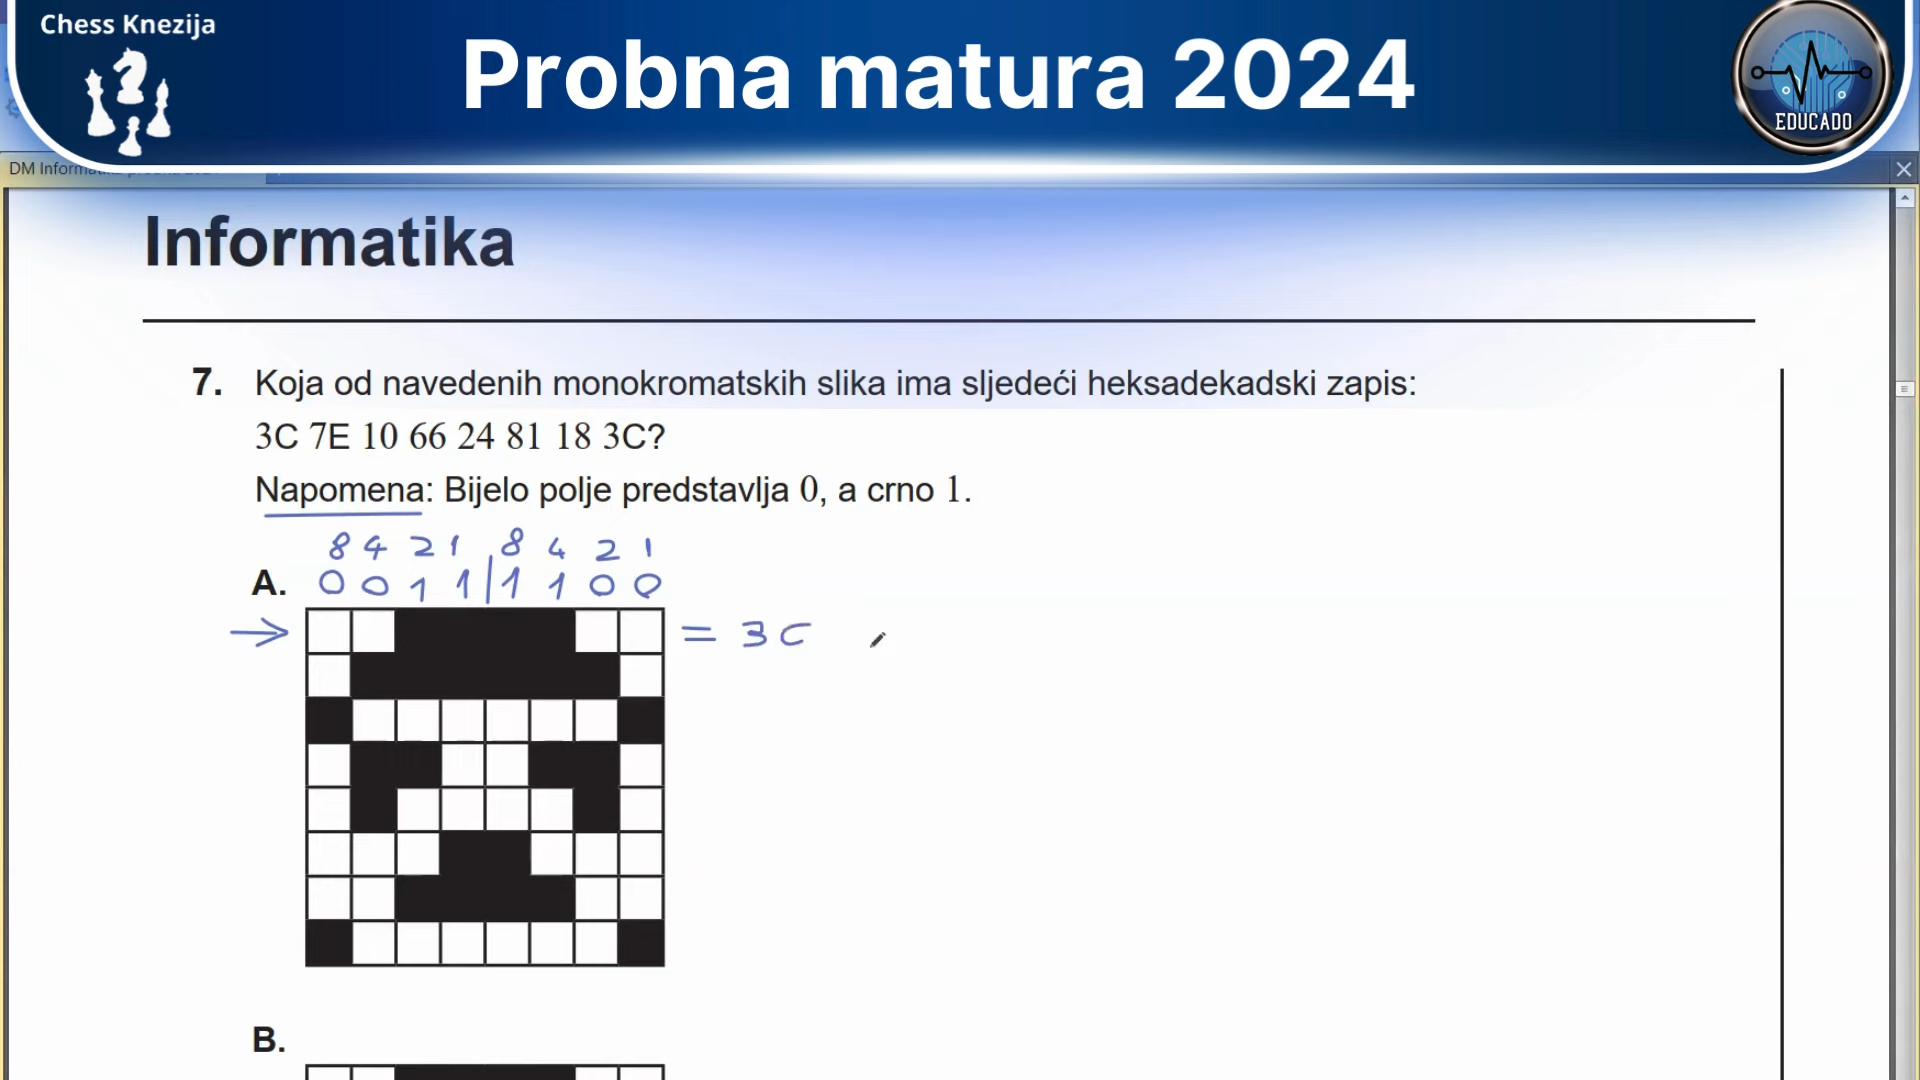 Chess Knezija
Probna matura 2024
EDUCADO
DM Informatika
Informatika
7. Koja od navedenih monokromatskih slika ima sljedeći heksadekadski zapis:
3C 7E 10 66 24 81 18 3C?
Napomena: Bijelo polje predstavlja 0, a crno 1.
8 4 2 1 8 4 2 1
A. 0 0 1 1 | 1 1 0 0
→ = 3C
B.